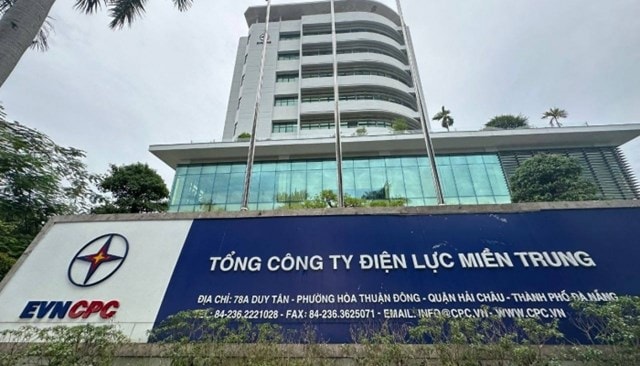 TỔNG CÔNG TY ĐIỆN LỰC MIỀN TRUNG
ĐỊA CHỈ: 78A DUY TÂN - PHƯỜNG HÒA THUẬN ĐÔNG - QUẬN HẢI CHÂU - THÀNH PHỐ ĐÀ NẴNG
TEL: 84-236.2221028 - FAX: 84-236.3625071 - EMAIL: INFO@CPC.VN - WWW.CPC.VN
EVNCPC